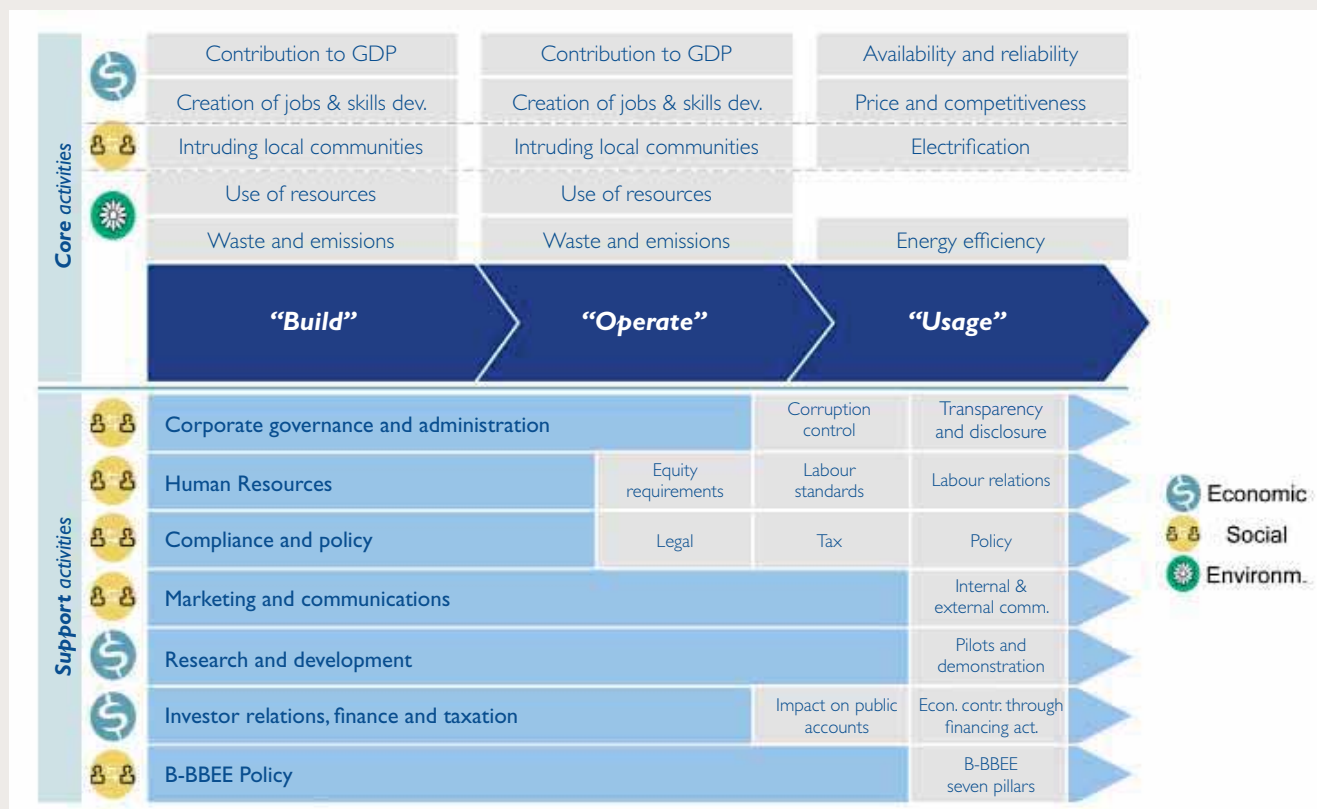 Core activities
Contribution to GDP
Contribution to GDP
Availability and reliability
Creation of jobs & skills dev.
Creation of jobs & skills dev.
Price and competitiveness
Intruding local communities
Intruding local communities
Electrification
Use of resources
Use of resources
Waste and emissions
Waste and emissions
Energy efficiency
“Build”
“Operate”
“Usage”
Support activities
Corporate governance and administration
Corruption
control
Transparency
and disclosure
Human Resources
Equity
requirements
Labour
standards
Labour relations
Compliance and policy
Legal
Tax
Policy
Marketing and communications
Internal &
external comm.
Research and development
Pilots and
demonstration
Investor relations, finance and taxation
Impact on public
accounts
Econ. contr. through
financing act.
B-BBEE Policy
B-BBEE
seven pillars
Economic
Social
Environm.